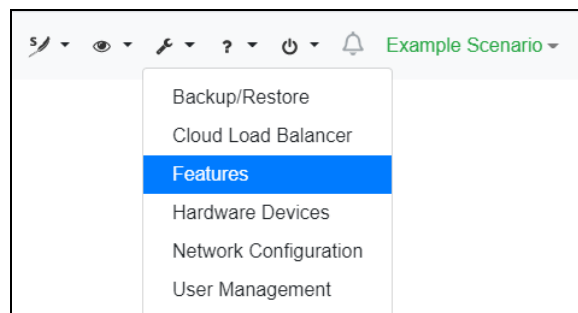 S ? Example Scenario
Backup/Restore
Cloud Load Balancer
Features
Hardware Devices
Network Configuration
User Management